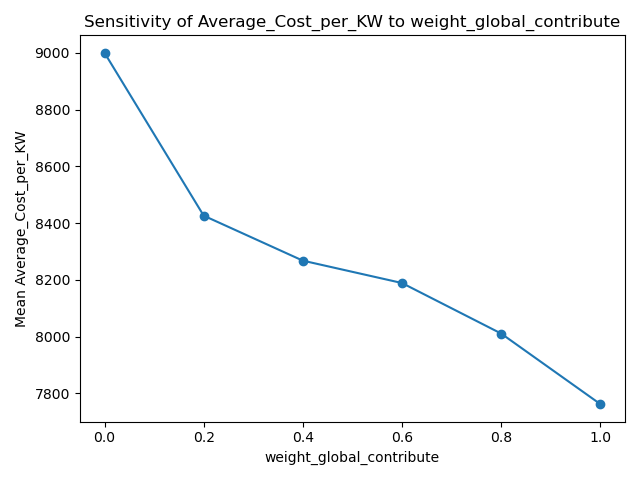 Sensitivity of Average_Cost_per_KW to weight_global_contribute
Mean Average_Cost_per_KW
9000
8800
8600
8400
8200
8000
7800
0.0 0.2 0.4 0.6 0.8 1.0
weight_global_contribute